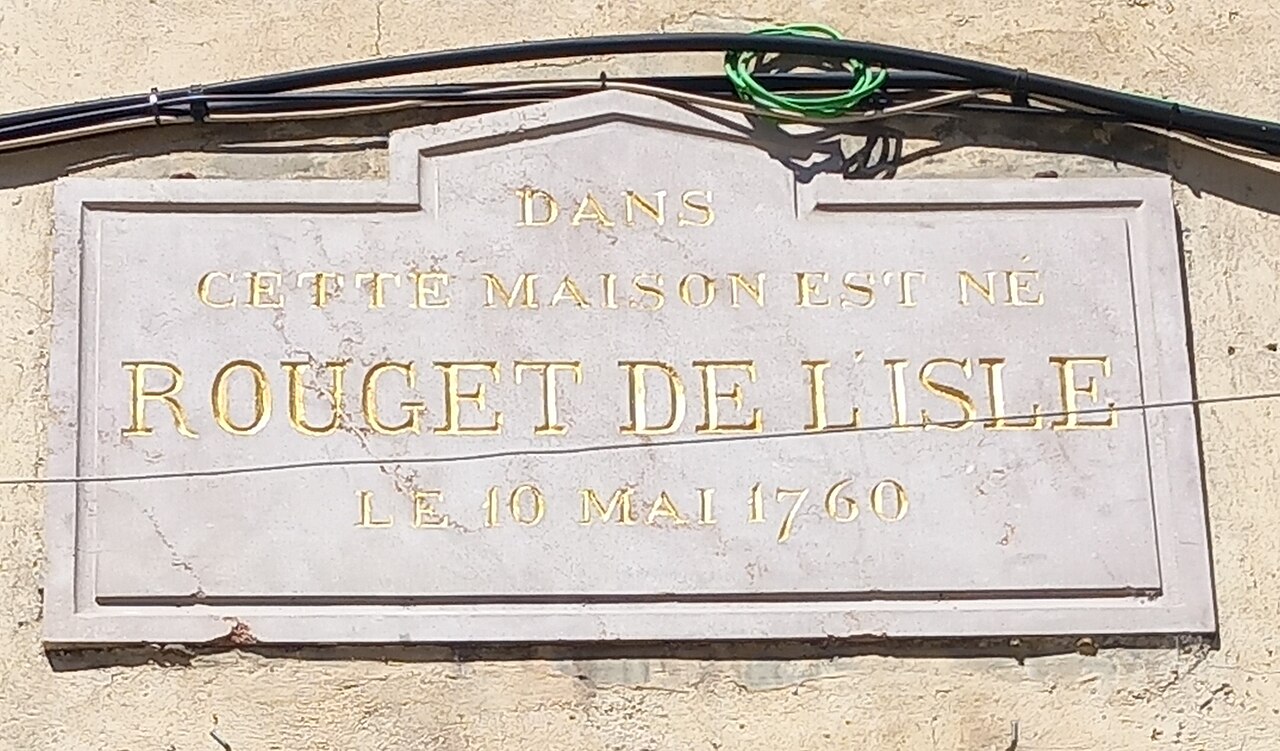 DANS
CETTE MAISON EST NÉ
ROUGET DE L'ISLE
LE 10 MAI 1760